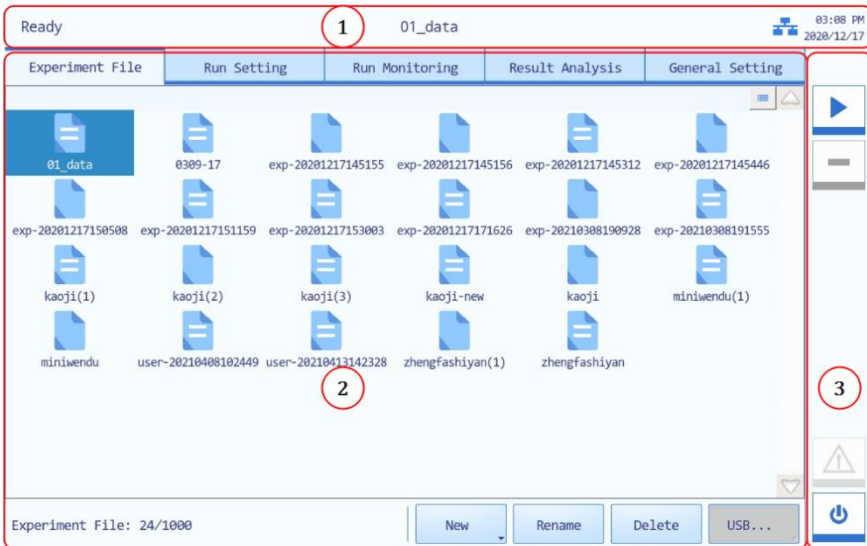 Ready 1 01_data 03:08 PM
2020/12/17
Experiment File Run Setting Run Monitoring Result Analysis General Setting
01_data 0309-17 exp-20201217145155 exp-20201217145156 exp-20201217145312 exp-20201217145446
exp-20201217150508 exp-20201217151159 exp-20201217153003 exp-20201217171626 exp-20210308190928 exp-20210308191555
kaoji(1) kaoji(2) kaoji(3) kaoji-new kaoji miniwendu(1)
miniwendu user-20210408102449 user-20210413142328 zhengfashiyan(1) zhengfashiyan
2 3
Experiment File: 24/1000 New Rename Delete USB...